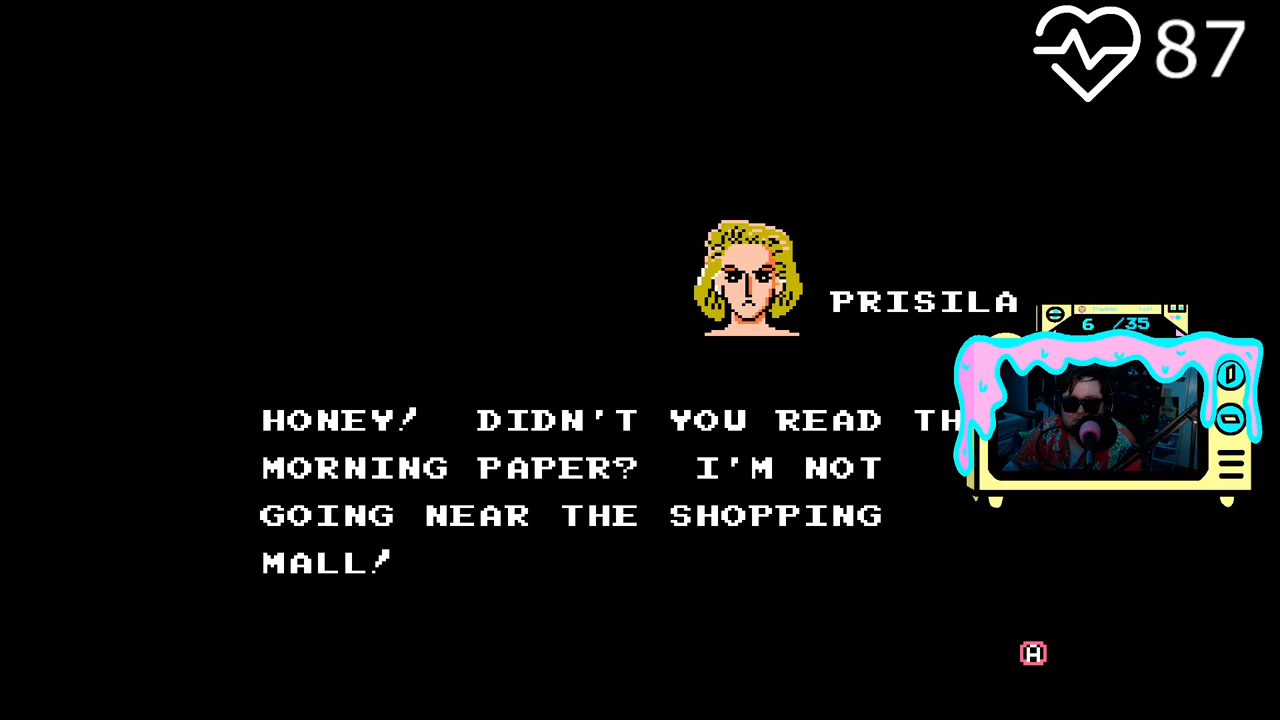 87
PRISILA
6 /35
HONEY! DIDN'T YOU READ TH
MORNING PAPER? I'M NOT
GOING NEAR THE SHOPPING
MALL!
H